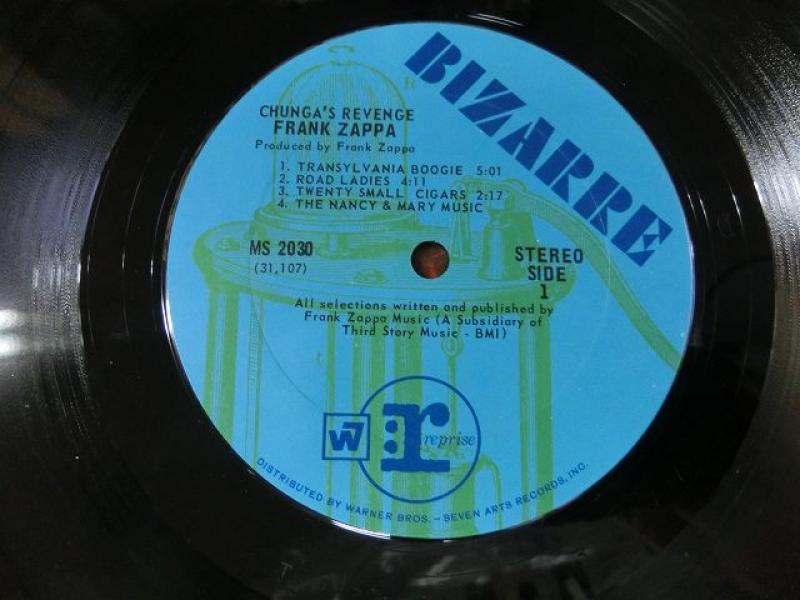 BIZARRE
R
CHUNGA'S REVENGE
FRANK ZAPPA
Produced by Frank Zappa
1. TRANSYLVANIA BOOGIE 5:01
2. ROAD LADIES 4:11
3. TWENTY SMALL CIGARS 2:17
4. THE NANCY & MARY MUSIC
MS 2030
(31,107)
STEREO
SIDE
1
All selections written and published by
Frank Zappa Music (A Subsidiary of
Third Story Music - BMI)
W7
r
reprise
DISTRIBUTED BY WARNER BROS. – SEVEN ARTS RECORDS, INC.